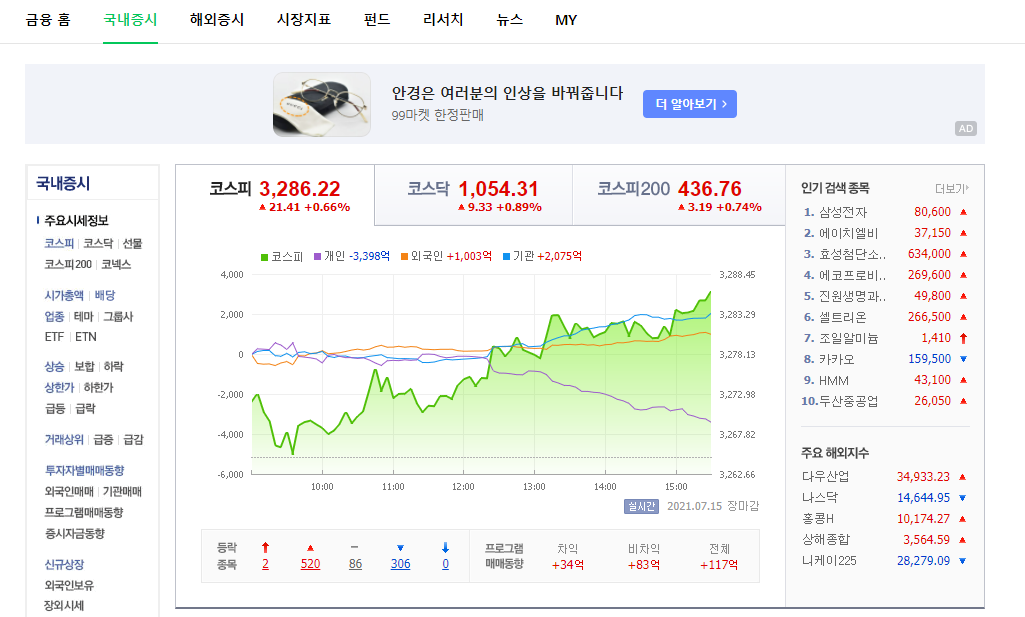 금융 홈 국내증시 해외증시 시장지표 펀드 리서치 뉴스 MY
안경은 여러분의 인상을 바꿔줍니다
99마켓 한정판매
더 알아보기 >
AD
국내증시
주요시세정보
코스피 코스닥 선물
코스피200 코넥스
시가총액 배당
업종 테마 그룹사
ETF ETN
상승 보합 하락
상한가 하한가
급등 급락
거래상위 급증 급감
투자자별매매동향
외국인매매 기관매매
프로그램매매동향
증시자금동향
신규상장
외국인보유
장외시세
코스피 3,286.22
▲21.41 +0.66%
코스닥 1,054.31
▲9.33 +0.89%
코스피200 436.76
▲3.19 +0.74%
코스피 개인 -3,398억 외국인 +1,003억 기관 +2,075억
4,000 3,288.45
2,000 3,283.29
0 3,278.13
-2,000 3,272.98
-4,000 3,267.82
-6,000 3,262.66
10:00 11:00 12:00 13:00 14:00 15:00
실시간 2021.07.15 장마감
등락 ↑ ▲ － ▼ ↓
종목 2 520 86 306 0
프로그램 차익 비차익 전체
매매동향 +34억 +83억 +117억
인기 검색 종목 더보기
1. 삼성전자 80,600 ▲
2. 에이치엘비 37,150 ▲
3. 효성첨단소.. 634,000 ▲
4. 에코프로비.. 269,600 ▲
5. 진원생명과.. 49,800 ▲
6. 셀트리온 266,500 ▲
7. 조일알미늄 1,410 ↑
8. 카카오 159,500 ▼
9. HMM 43,100 ▲
10. 두산중공업 26,050 ▲
주요 해외지수
다우산업 34,933.23 ▲
나스닥 14,644.95 ▼
홍콩H 10,174.27 ▲
상해종합 3,564.59 ▲
니케이225 28,279.09 ▼